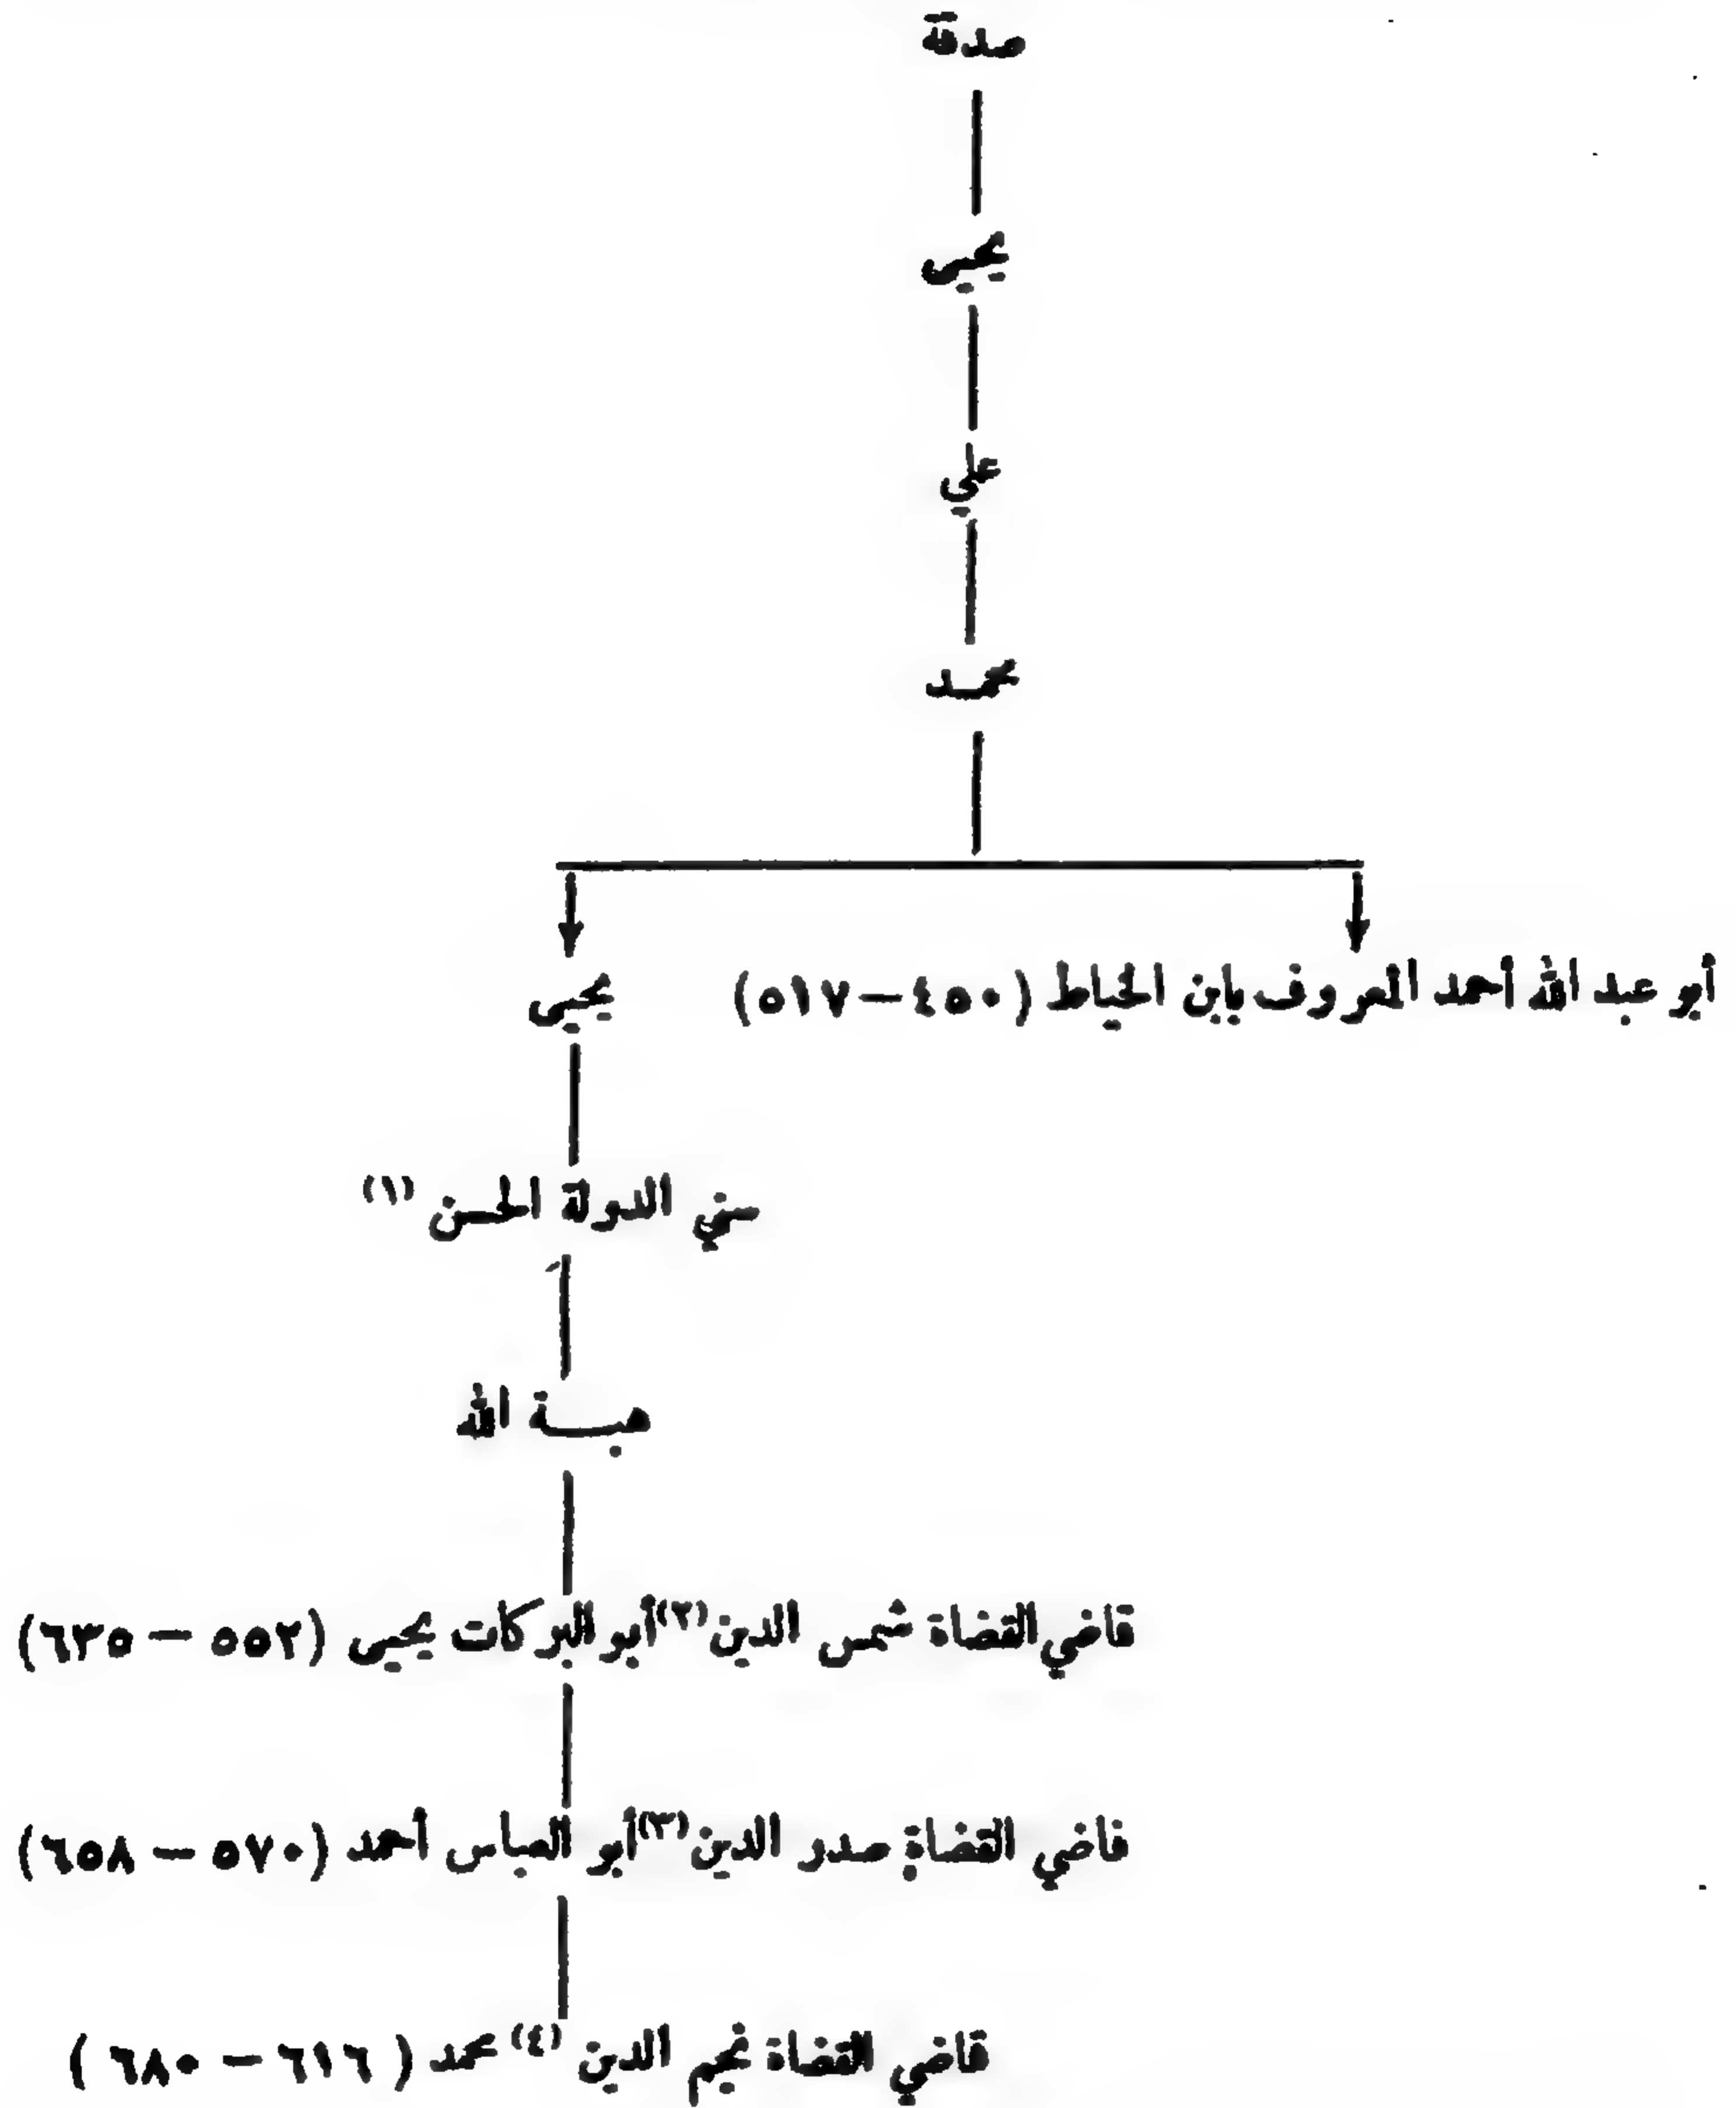 صدقة
يحيى
علي
محمد
أبو عبد الله أحمد المعروف بابن الخياط (٤٥٠ – ٥١٧)
يحيى
سني الدولة الحسن (١)
هبة الله
قاضي القضاة شمس الدين (٢) أبو البركات يحيى (٥٥٢ – ٦٣٥)
قاضي القضاة صدر الدين (٣) أبو العباس أحمد (٥٧٠ – ٦٥٨)
قاضي القضاة نجم الدين (٤) محمد (٦١٦ – ٦٨٠)